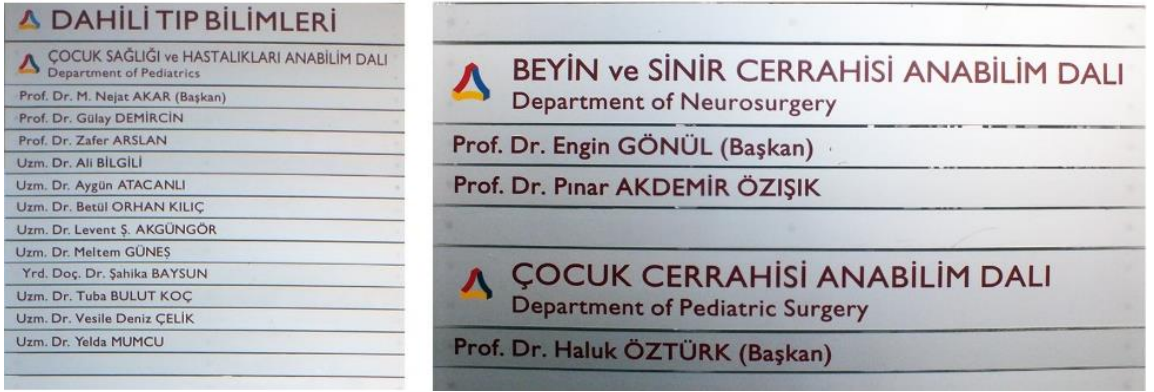 DAHİLİ TIP BİLİMLERİ
ÇOCUK SAĞLIĞI ve HASTALIKLARI ANABİLİM DALI
Department of Pediatrics
Prof. Dr. M. Nejat AKAR (Başkan)
Prof. Dr. Gülay DEMİRCİN
Prof. Dr. Zafer ARSLAN
Uzm. Dr. Ali BİLGİLİ
Uzm. Dr. Aygün ATACANLI
Uzm. Dr. Betül ORHAN KILIÇ
Uzm. Dr. Levent Ş. AKGÜNGÖR
Uzm. Dr. Meltem GÜNEŞ
Yrd. Doç. Dr. Şahika BAYSUN
Uzm. Dr. Tuba BULUT KOÇ
Uzm. Dr. Vesile Deniz ÇELİK
Uzm. Dr. Yelda MUMCU
BEYİN ve SİNİR CERRAHİSİ ANABİLİM DALI
Department of Neurosurgery
Prof. Dr. Engin GÖNÜL (Başkan)
Prof. Dr. Pınar AKDEMİR ÖZIŞIK
ÇOCUK CERRAHİSİ ANABİLİM DALI
Department of Pediatric Surgery
Prof. Dr. Haluk ÖZTÜRK (Başkan)